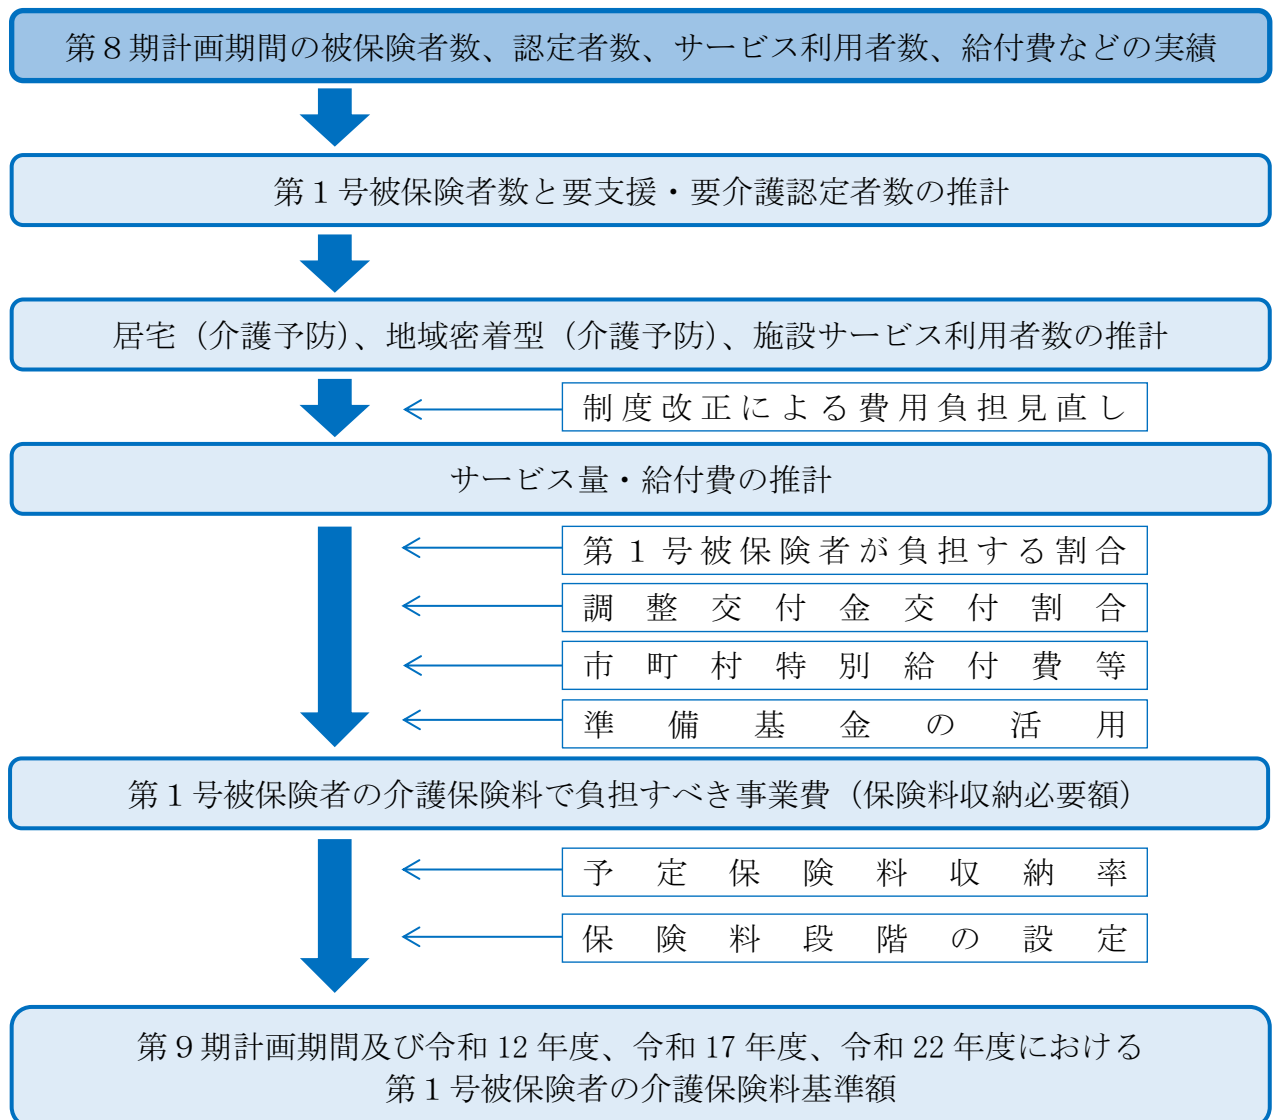 第８期計画期間の被保険者数、認定者数、サービス利用者数、給付費などの実績
第１号被保険者数と要支援・要介護認定者数の推計
居宅（介護予防）、地域密着型（介護予防）、施設サービス利用者数の推計
制度改正による費用負担見直し
サービス量・給付費の推計
第１号被保険者が負担する割合
調整交付金交付割合
市町村特別給付費等
準備基金の活用
第１号被保険者の介護保険料で負担すべき事業費（保険料収納必要額）
予定保険料収納率
保険料段階の設定
第９期計画期間及び令和 12 年度、令和 17 年度、令和 22 年度における
第１号被保険者の介護保険料基準額